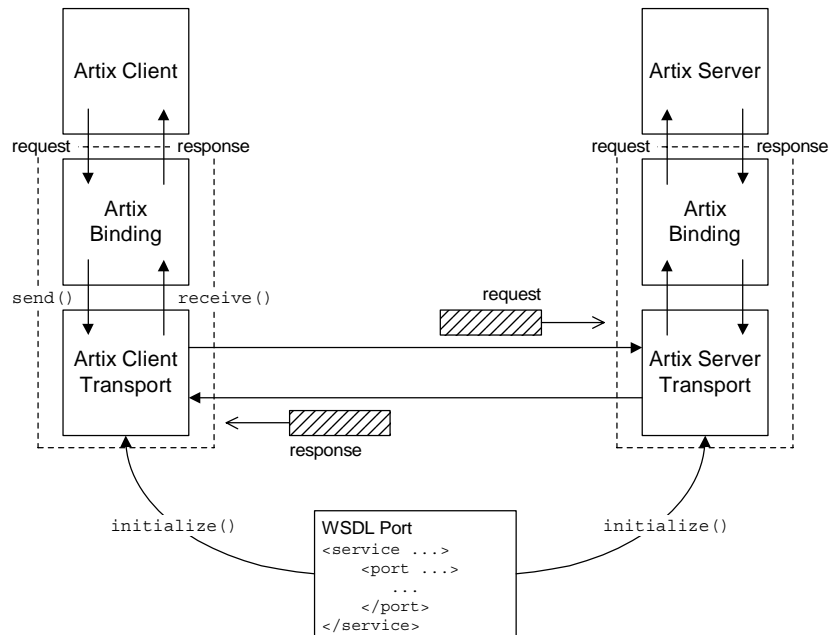 Artix Client
Artix Server
request
response
request
response
Artix
Binding
Artix
Binding
send()
receive()
request
Artix Client
Transport
Artix Server
Transport
response
initialize()
initialize()
WSDL Port
<service ...>
<port ...>
...
</port>
</service>